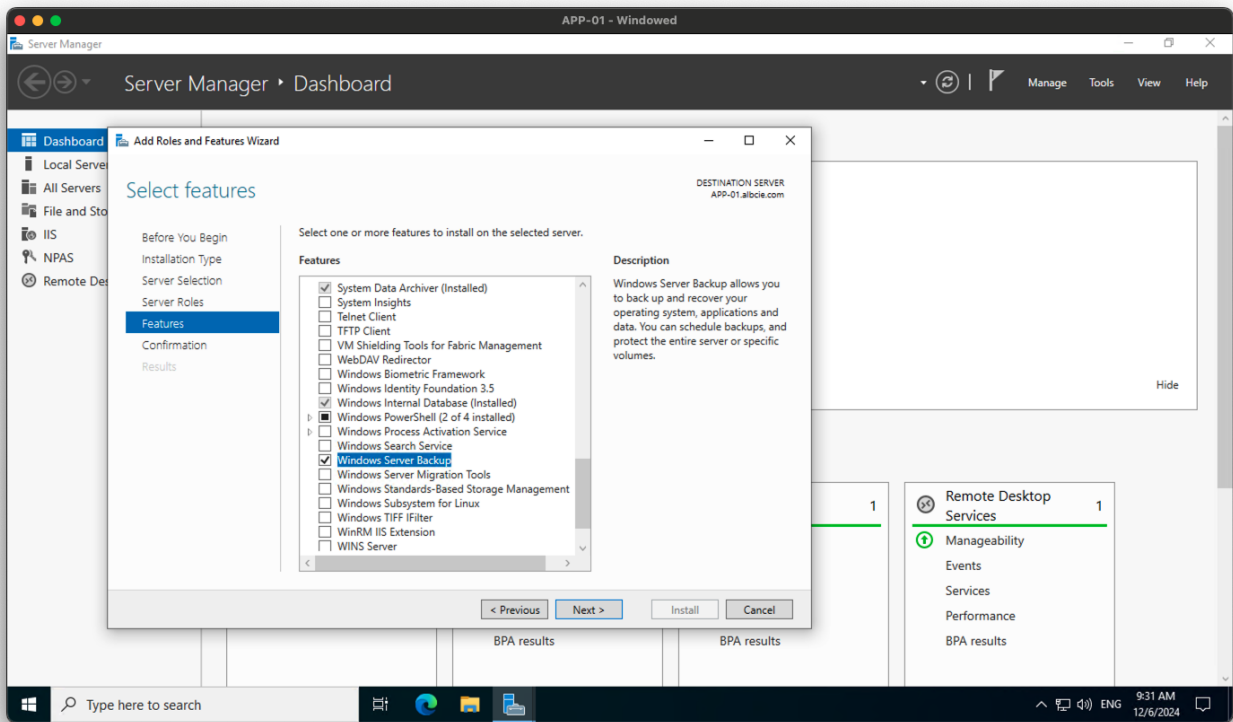 APP-01 - Windowed
Server Manager
Server Manager
Dashboard
Manage
Tools
View
Help
Dashboard
Local Server
All Servers
File and Sto
IIS
NPAS
Remote Des
Add Roles and Features Wizard
Select features
DESTINATION SERVER
APP-01.albcie.com
Before You Begin
Installation Type
Server Selection
Server Roles
Features
Confirmation
Results
Select one or more features to install on the selected server.
Features
System Data Archiver (Installed)
System Insights
Telnet Client
TFTP Client
VM Shielding Tools for Fabric Management
WebDAV Redirector
Windows Biometric Framework
Windows Identity Foundation 3.5
Windows Internal Database (Installed)
Windows PowerShell (2 of 4 installed)
Windows Process Activation Service
Windows Search Service
Windows Server Backup
Windows Server Migration Tools
Windows Standards-Based Storage Management
Windows Subsystem for Linux
Windows TIFF IFilter
WinRM IIS Extension
WINS Server
Description
Windows Server Backup allows you
to back up and recover your
operating system, applications and
data. You can schedule backups, and
protect the entire server or specific
volumes.
< Previous
Next >
Install
Cancel
Hide
BPA results
1
BPA results
Remote Desktop
Services
1
Manageability
Events
Services
Performance
BPA results
Type here to search
ENG
9:31 AM
12/6/2024